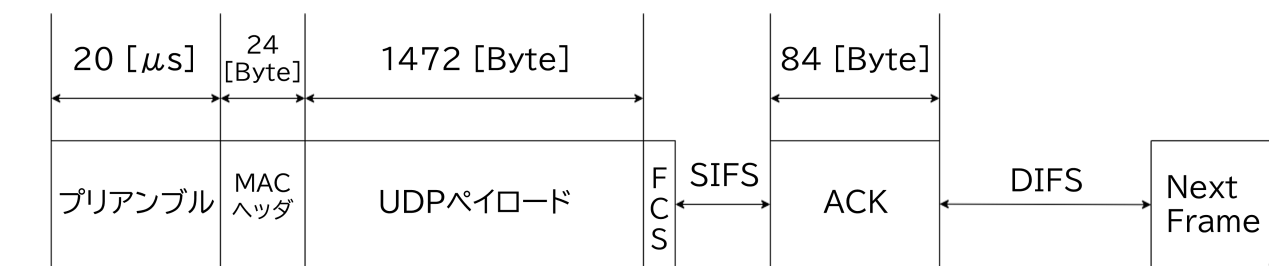 20 [μs]
24
[Byte]
1472 [Byte]
84 [Byte]
プリアンブル
MAC
ヘッダ
UDPペイロード
F
C
S
SIFS
ACK
DIFS
Next
Frame